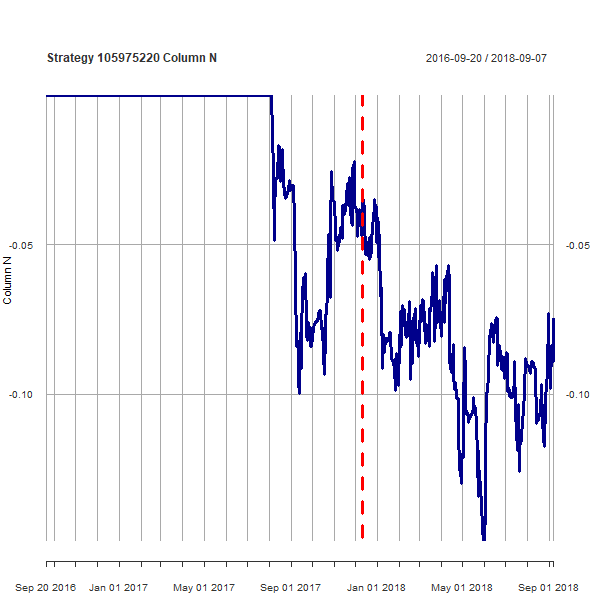 Strategy 105975220 Column N
2016-09-20 / 2018-09-07
Column N
-0.05
-0.05
-0.10
-0.10
Sep 20 2016
Jan 01 2017
May 01 2017
Sep 01 2017
Jan 01 2018
May 01 2018
Sep 01 2018